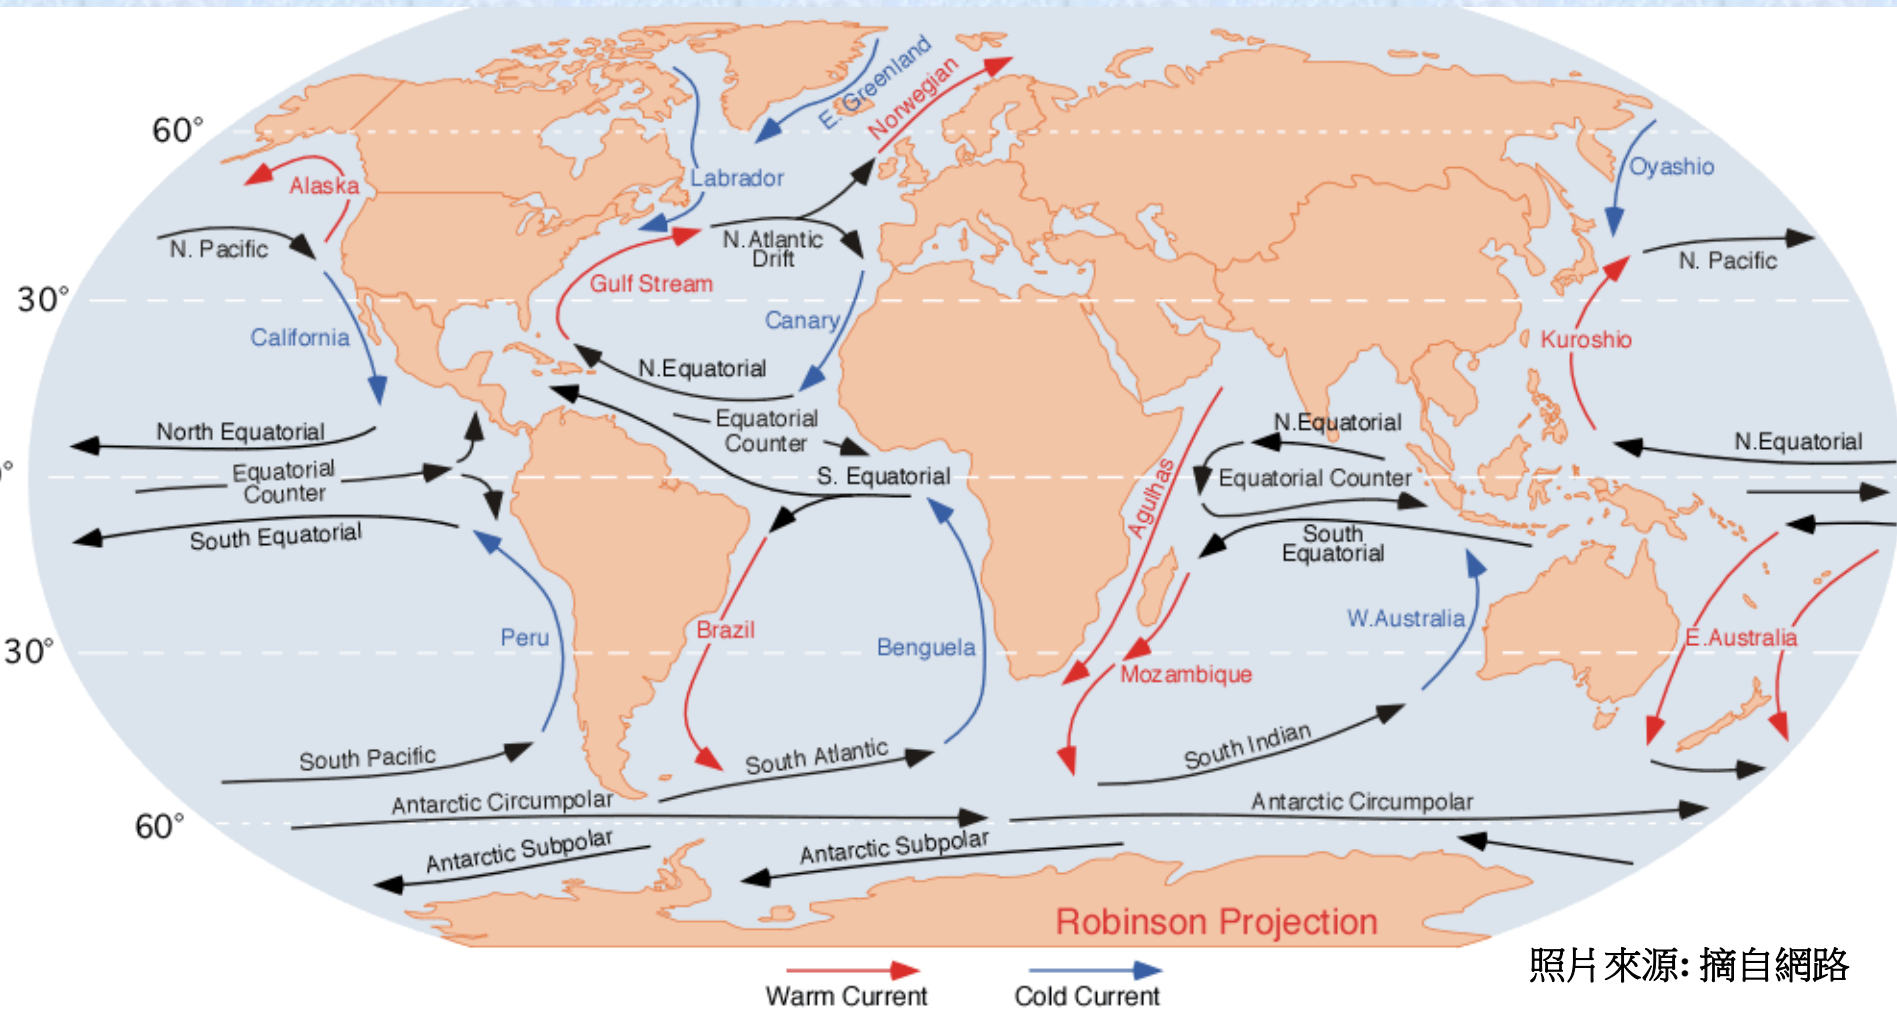 E. Greenland
Norwegian
60°
Alaska
Labrador
Oyashio
N. Pacific
N.Atlantic
Drift
N. Pacific
30°
Gulf Stream
California
Canary
Kuroshio
N.Equatorial
North Equatorial
Equatorial
Counter
N.Equatorial
N.Equatorial
Equatorial
Counter
S. Equatorial
Equatorial Counter
°
Agulhas
South Equatorial
South
Equatorial
Peru
Brazil
Benguela
W.Australia
E.Australia
30°
Mozambique
South Pacific
South Atlantic
South Indian
Antarctic Circumpolar
Antarctic Circumpolar
60°
Antarctic Subpolar
Antarctic Subpolar
Robinson Projection
照片來源: 摘自網路
Warm Current
Cold Current